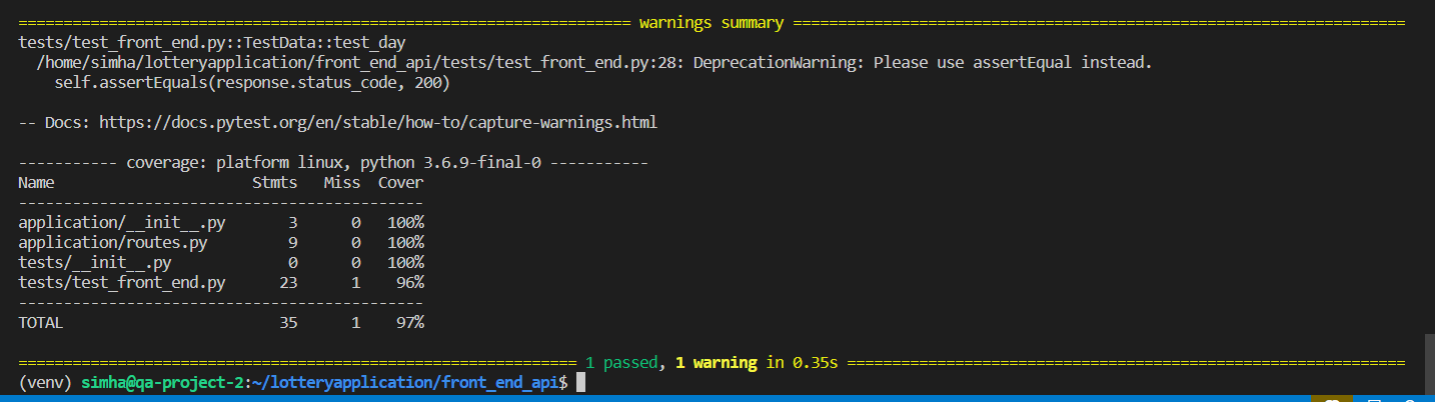 ==================================================================== warnings summary ====================================================================
tests/test_front_end.py::TestData::test_day
  /home/simha/lotteryapplication/front_end_api/tests/test_front_end.py:28: DeprecationWarning: Please use assertEqual instead.
    self.assertEquals(response.status_code, 200)

-- Docs: https://docs.pytest.org/en/stable/how-to/capture-warnings.html

----------- coverage: platform linux, python 3.6.9-final-0 -----------
Name                      Stmts   Miss  Cover
---------------------------------------------
application/__init__.py       3      0   100%
application/routes.py         9      0   100%
tests/__init__.py             0      0   100%
tests/test_front_end.py      23      1    96%
---------------------------------------------
TOTAL                        35      1    97%

============================================================== 1 passed, 1 warning in 0.35s ==============================================================
(venv) simha@qa-project-2:~/lotteryapplication/front_end_api$